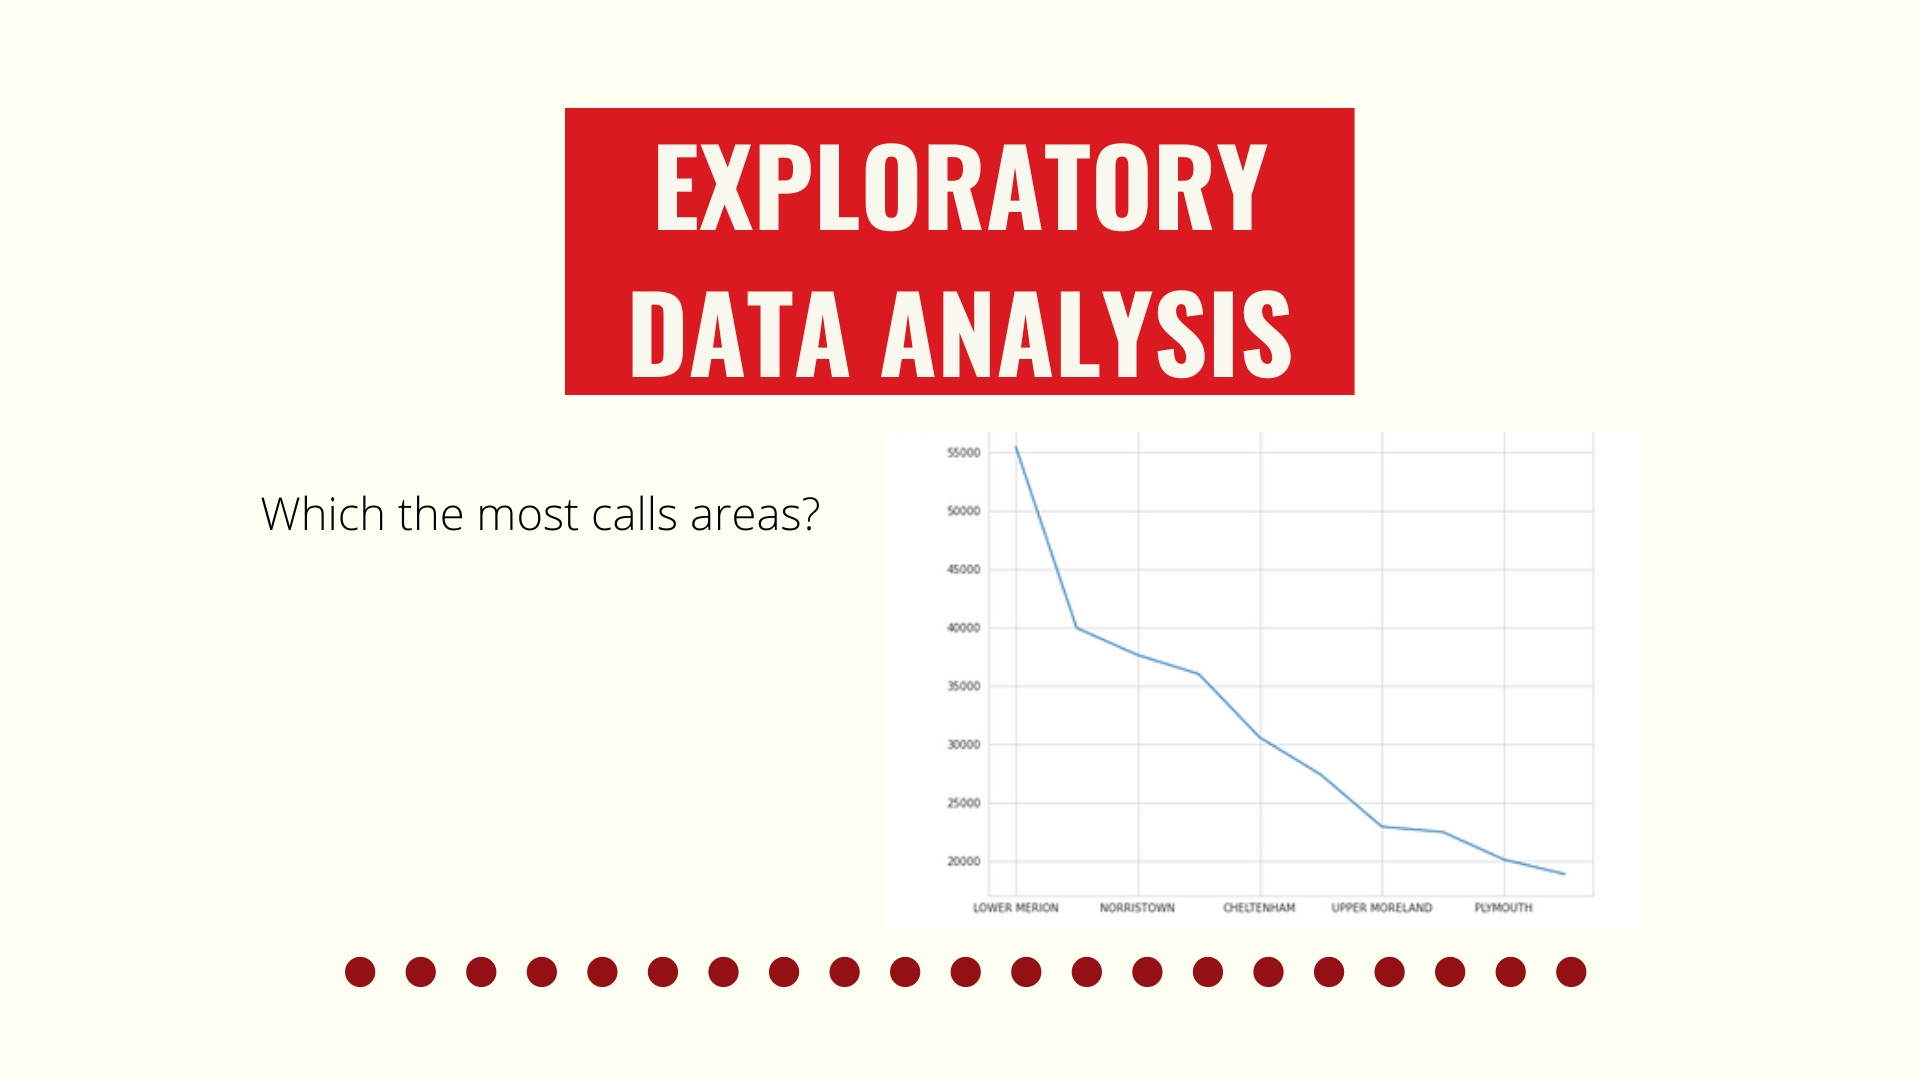 EXPLORATORY
DATA ANALYSIS
Which the most calls areas?
55000
50000
45000
40000
35000
30000
25000
20000
LOWER MERION NORRISTOWN CHELTENHAM UPPER MORELAND PLYMOUTH